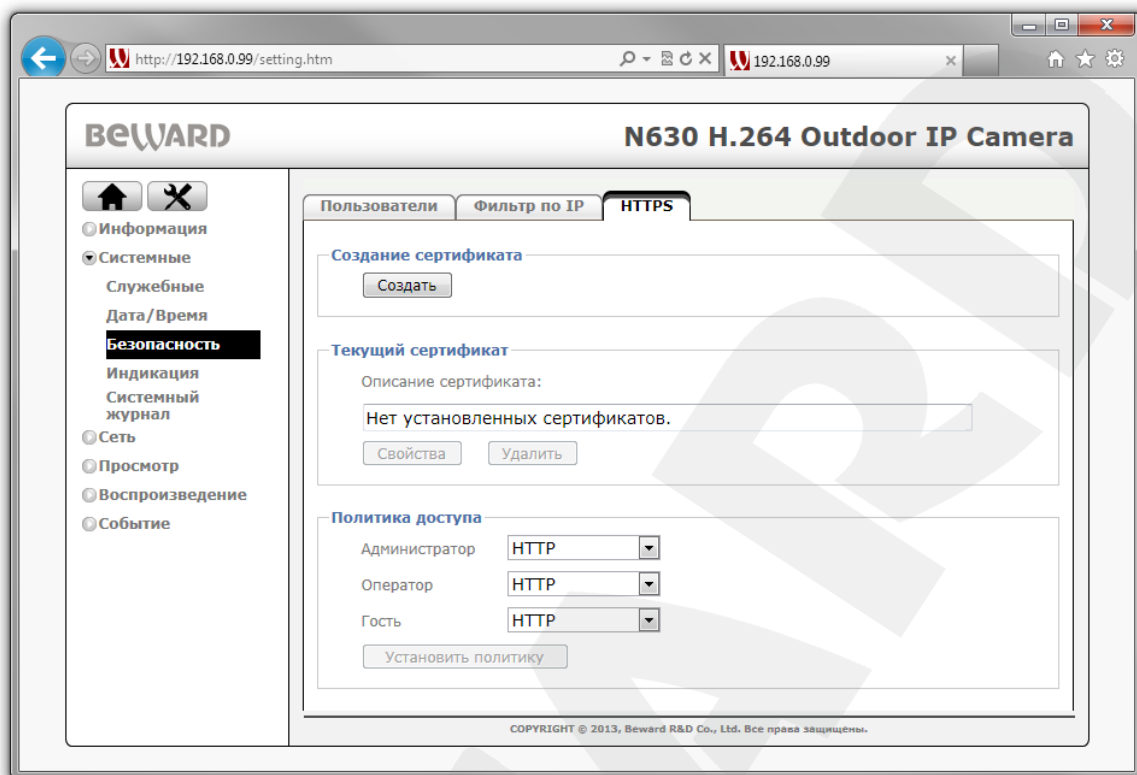 http://192.168.0.99/setting.htm
192.168.0.99
BEWARD
N630 H.264 Outdoor IP Camera
Информация
Системные
Служебные
Дата/Время
Безопасность
Индикация
Системный
журнал
Сеть
Просмотр
Воспроизведение
Событие
Пользователи
Фильтр по IP
HTTPS
Создание сертификата
Создать
Текущий сертификат
Описание сертификата:
Нет установленных сертификатов.
Свойства
Удалить
Политика доступа
Администратор HTTP
Оператор HTTP
Гость HTTP
Установить политику
COPYRIGHT © 2013, Beward R&D Co., Ltd. Все права защищены.